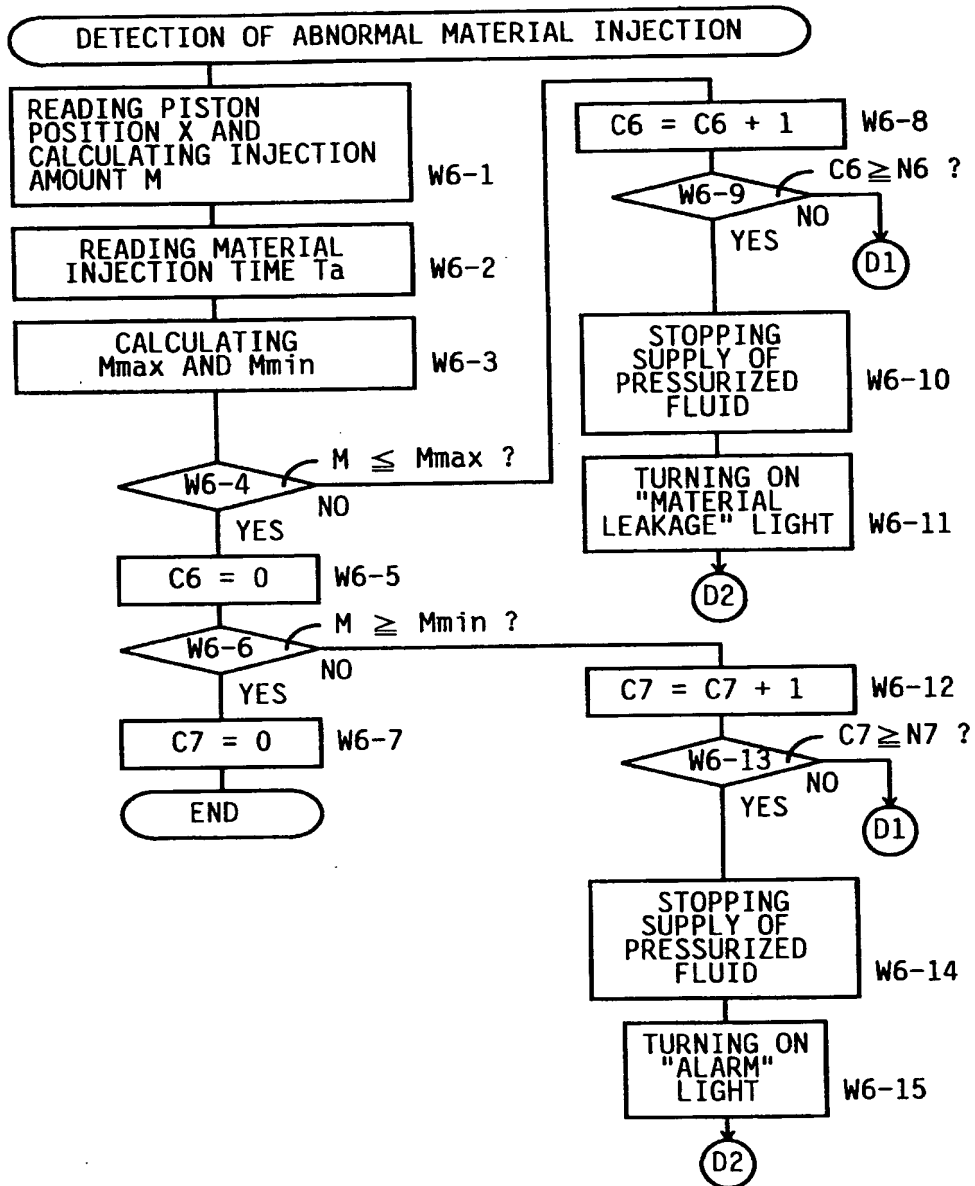 DETECTION OF ABNORMAL MATERIAL INJECTION
READING PISTON
POSITION X AND
CALCULATING INJECTION
AMOUNT M
W6-1
READING MATERIAL
INJECTION TIME Ta
W6-2
CALCULATING
Mmax AND Mmin
W6-3
M ≦ Mmax ?
W6-4
NO
YES
C6 = 0
W6-5
M ≧ Mmin ?
W6-6
NO
YES
C7 = 0
W6-7
END
C6 = C6 + 1
W6-8
C6 ≧ N6 ?
W6-9
NO
YES
D1
STOPPING
SUPPLY OF
PRESSURIZED
FLUID
W6-10
TURNING ON
"MATERIAL
LEAKAGE" LIGHT
W6-11
D2
C7 = C7 + 1
W6-12
C7 ≧ N7 ?
W6-13
NO
YES
D1
STOPPING
SUPPLY OF
PRESSURIZED
FLUID
W6-14
TURNING ON
"ALARM"
LIGHT
W6-15
D2